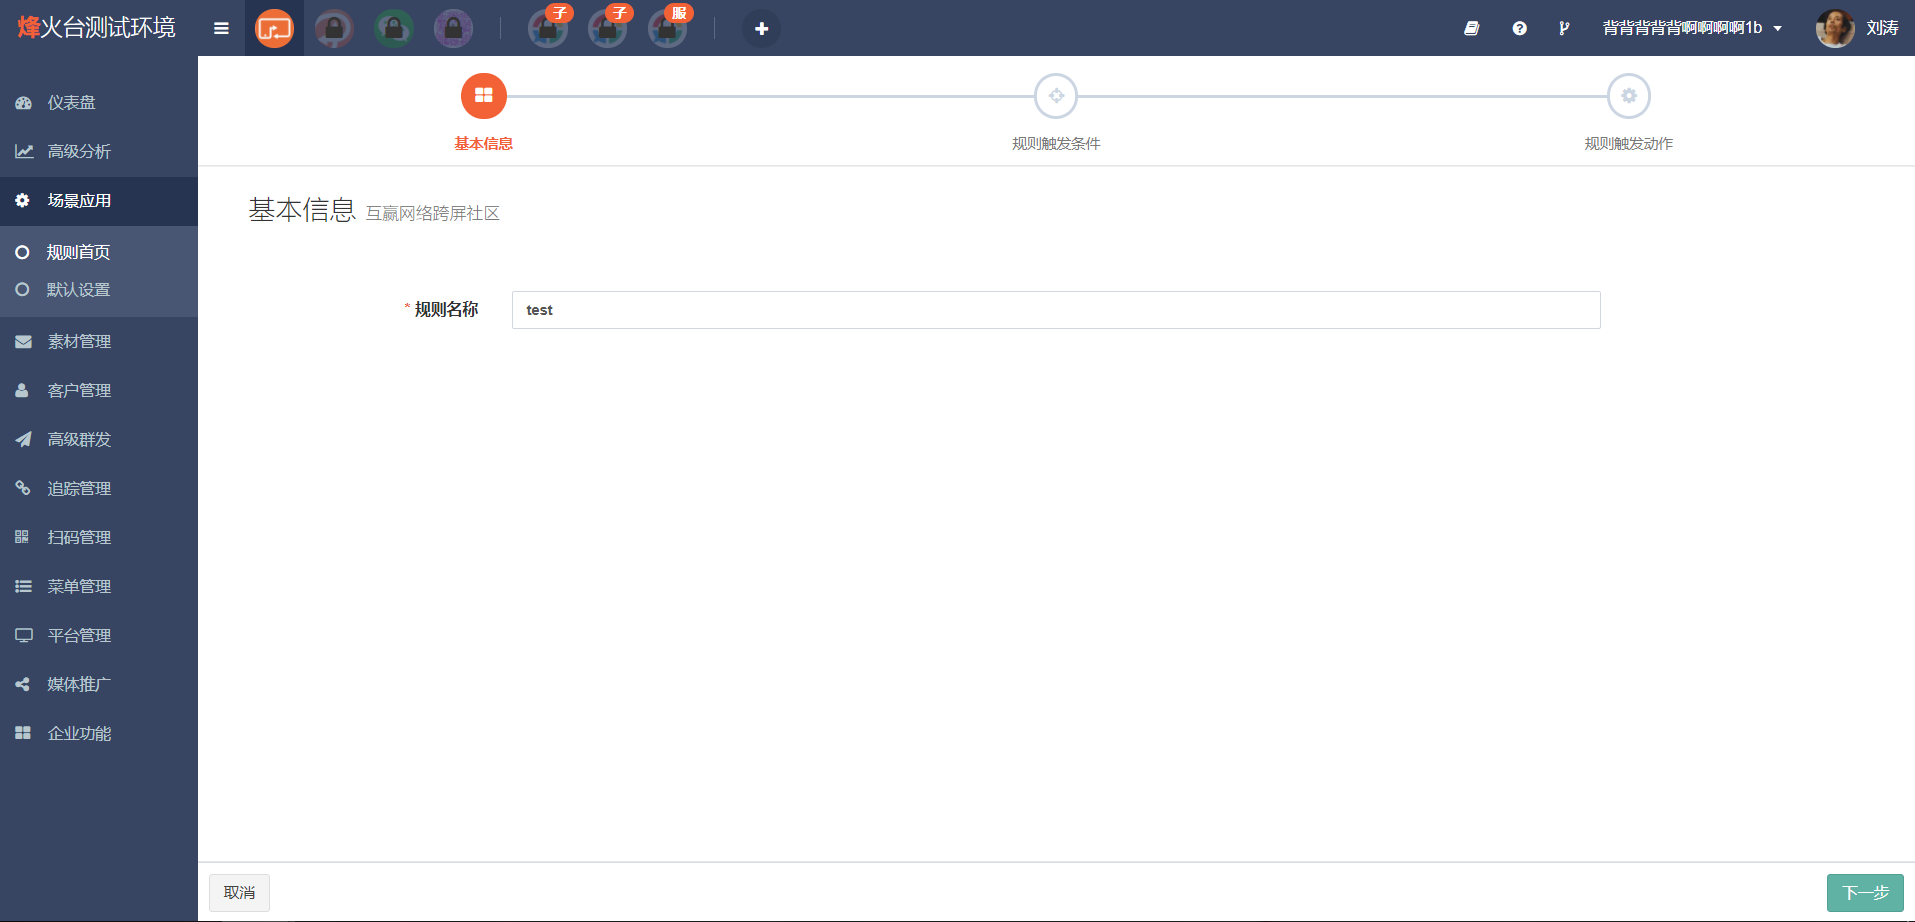 烽火台测试环境
子
子
服
背背背背背啊啊啊啊1b
刘涛
仪表盘
高级分析
场景应用
规则首页
默认设置
素材管理
客户管理
高级群发
追踪管理
扫码管理
菜单管理
平台管理
媒体推广
企业功能
基本信息
规则触发条件
规则触发动作
基本信息 互赢网络跨屏社区
* 规则名称
test
取消
下一步